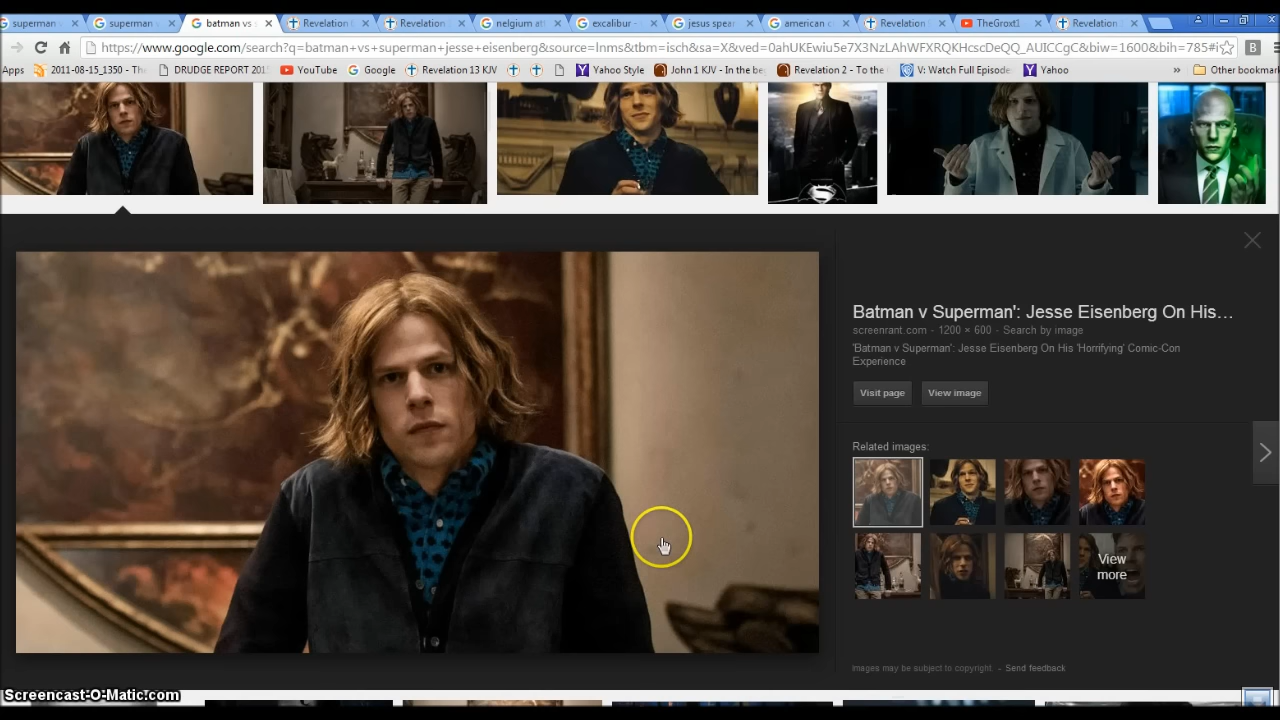 superman v
superman v
batman vs s
Revelation 1
Revelation
nelgium att
excalibur -
jesus spear
american c
Revelation
TheGroxt1
Revelation
https://www.google.com/search?q=batman+vs+superman+jesse+eisenberg&source=lnms&tbm=isch&sa=X&ved=0ahUKEwiu5e7X3NzLAhWFXRQKHcscDeQQ_AUICCgC&biw=1600&bih=785#i
Apps
2011-08-15_1350 - Th
DRUDGE REPORT 201
YouTube
Google
Revelation 13 KJV
Yahoo Style
John 1 KJV - In the be
Revelation 2 - To the
V: Watch Full Episode
Yahoo
»
Other bookmar
Batman v Superman': Jesse Eisenberg On His…
screenrant.com - 1200 × 600 - Search by image
'Batman v Superman': Jesse Eisenberg On His 'Horrifying' Comic-Con
Experience
Visit page
View image
Related images:
View
more
Images may be subject to copyright. - Send feedback
Screencast-O-Matic.com